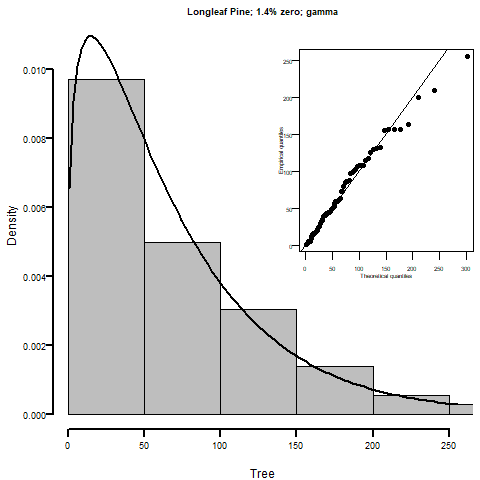 Longleaf Pine; 1.4% zero; gamma
Density
0.010
0.008
0.006
0.004
0.002
0.000
0 50 100 150 200 250
Tree
Empirical quantiles
250
200
150
100
50
0
0 50 100 150 200 250 300
Theoretical quantiles